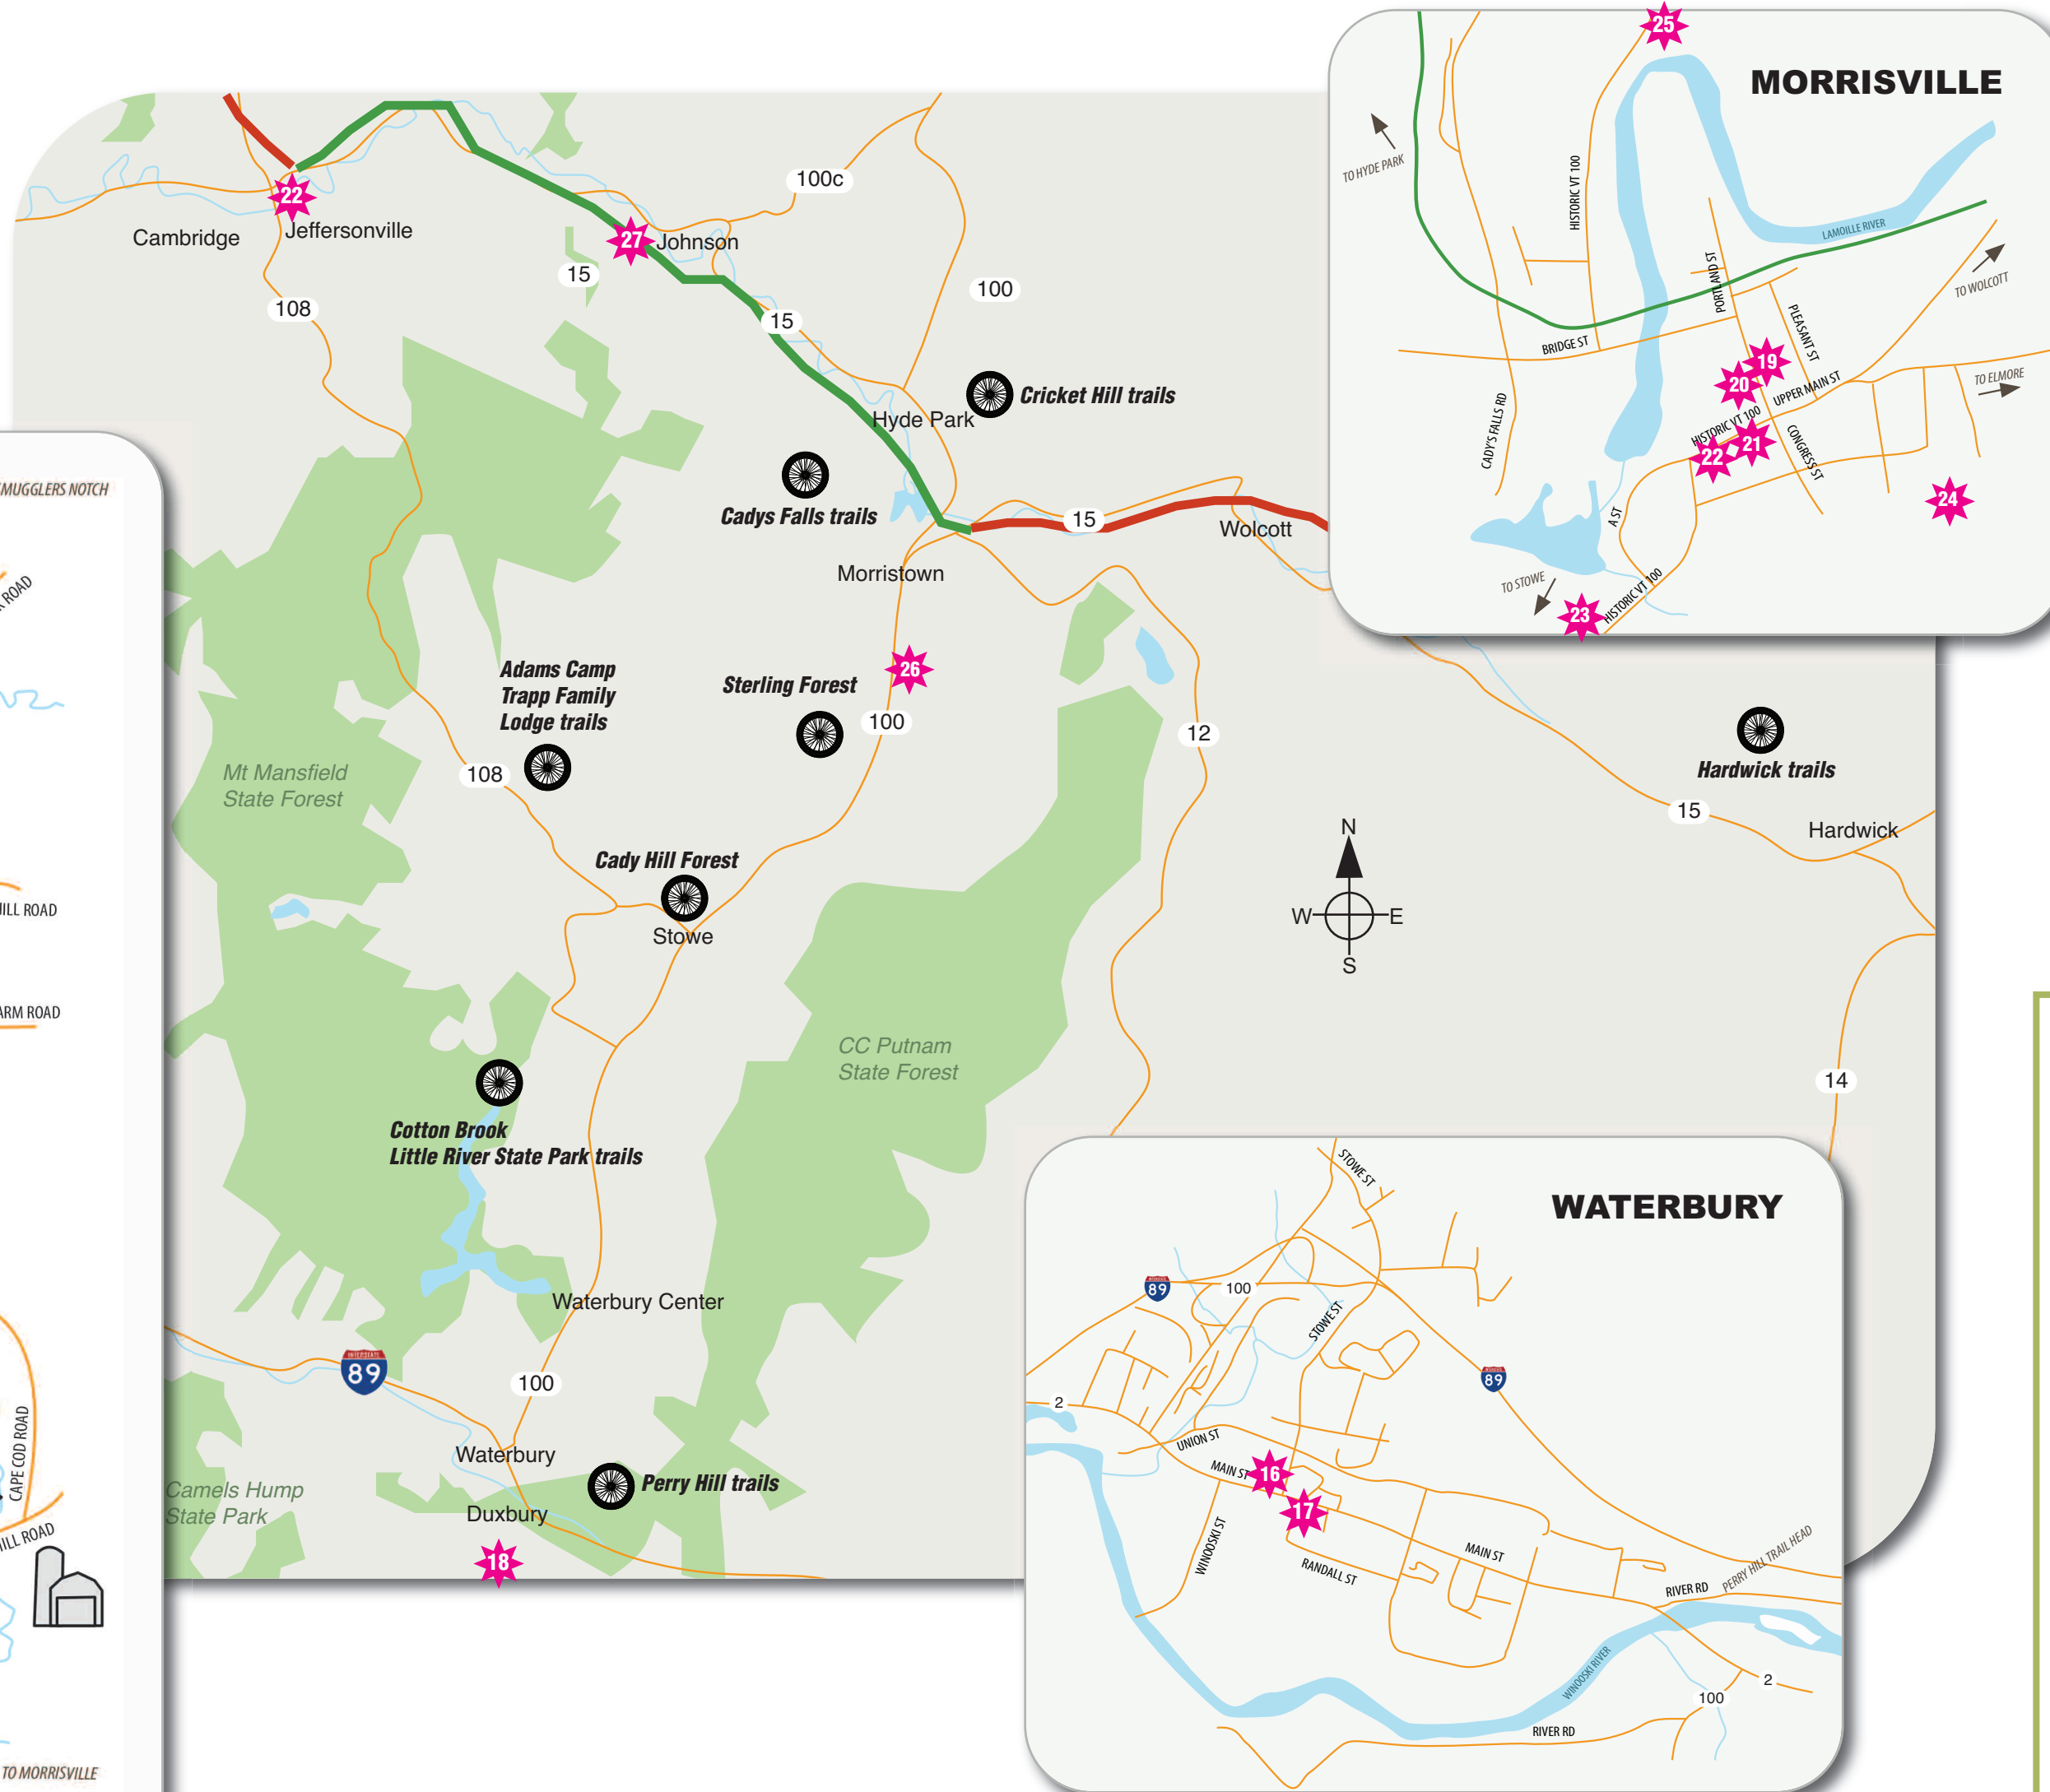 MORRISVILLE
25
TO HYDE PARK
HISTORIC VT 100
LAMOILLE RIVER
PORTLAND ST
TO WOLCOTT
PLEASANT ST
BRIDGE ST
19
20
UPPER MAIN ST
TO ELMORE
CADY'S FALLS RD
HISTORIC VT 100
21
22
CONGRESS ST
24
A ST
TO STOWE
HISTORIC VT 100
23
100c
22
Cambridge
Jeffersonville
27
Johnson
15
100
108
15
Cricket Hill trails
Hyde Park
Cadys Falls trails
15
Wolcott
Morristown
26
Adams Camp
Trapp Family
Lodge trails
Sterling Forest
100
12
108
Mt Mansfield
State Forest
Hardwick trails
15
Hardwick
Cady Hill Forest
Stowe
N
W
E
S
CC Putnam
State Forest
14
Cotton Brook
Little River State Park trails
Waterbury Center
INTERSTATE
89
100
Waterbury
Perry Hill trails
Camels Hump
State Park
Duxbury
18
WATERBURY
STOWE ST
89
100
STOWE ST
89
2
UNION ST
MAIN ST
16
17
WINOOSKI ST
RANDALL ST
MAIN ST
RIVER RD
PERRY HILL TRAIL HEAD
WINOOSKI RIVER
2
100
RIVER RD
MUGGLERS NOTCH
ROAD
ILL ROAD
ARM ROAD
CAPE COD ROAD
ILL ROAD
TO MORRISVILLE